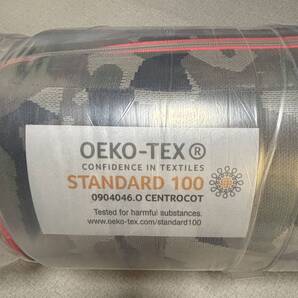 OEKO-TEX®
CONFIDENCE IN TEXTILES
STANDARD 100
0904046.O CENTROCOT
Tested for harmful substances.
www.oeko-tex.com/standard100